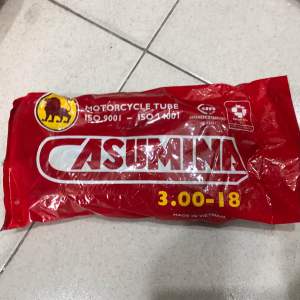 MOTORCYCLE TUBE
ISO 9001 - ISO 14001
CASUMINA
3.00-18
MADE IN VIETNAM